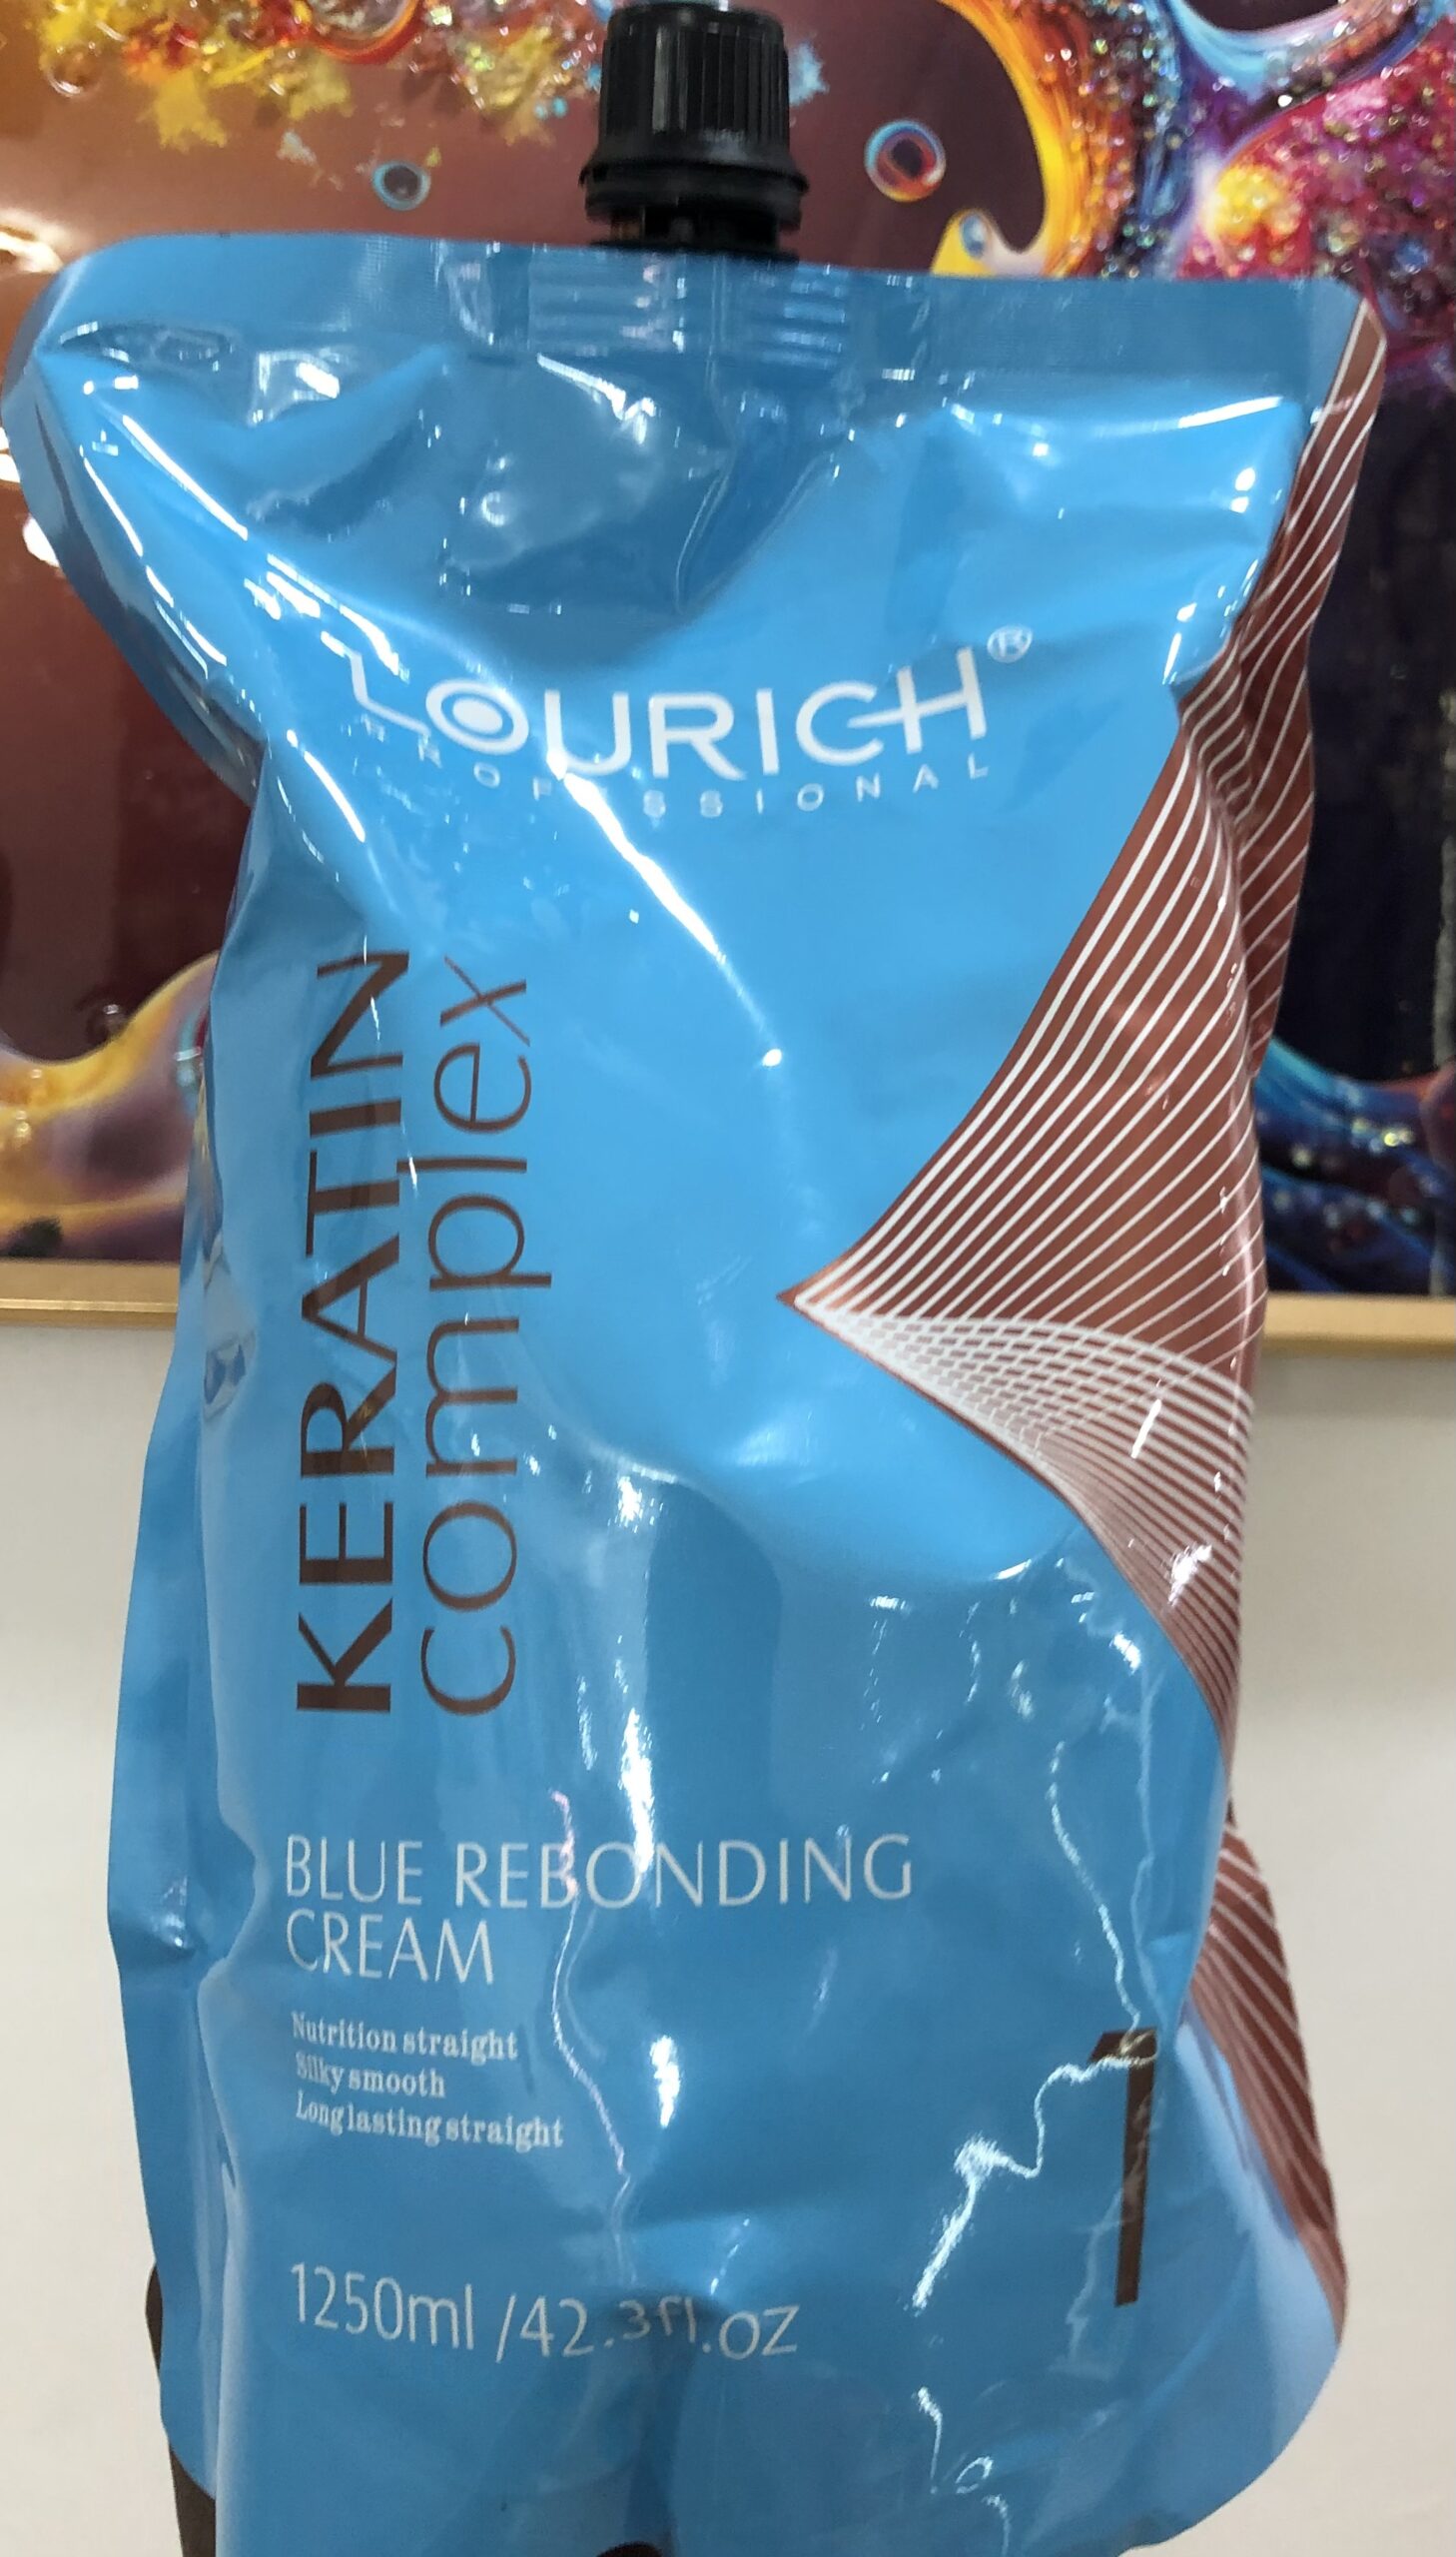 LOURICH®
PROFESSIONAL
KERATIN
complex
BLUE REBONDING
CREAM
Nutrition straight
Silky smooth
Long lasting straight
1
1250ml /42.3fl.oz